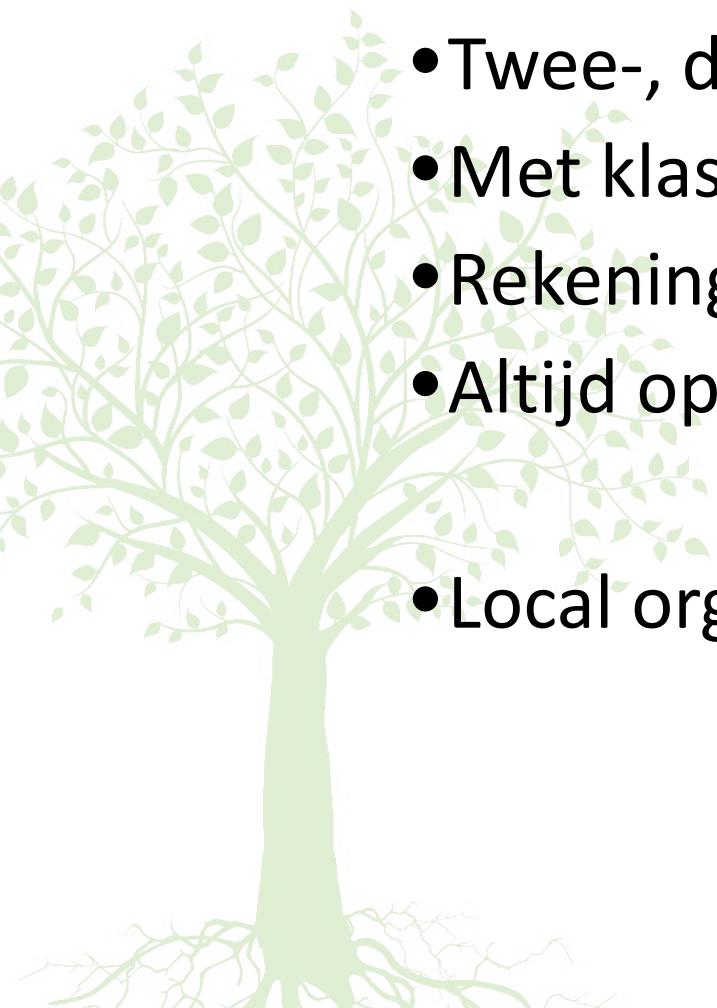 • Twee-, d
• Met klas
• Rekening
• Altijd op
• Local org